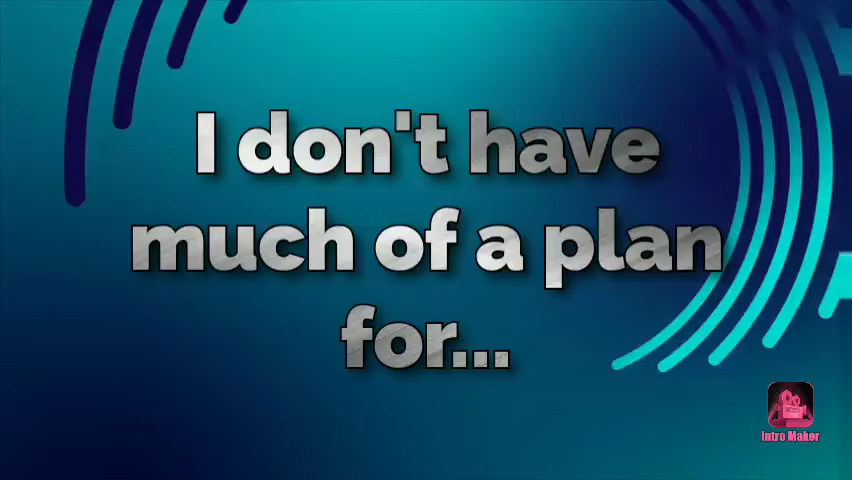 I don't have
much of a plan
for...
Intro Maker